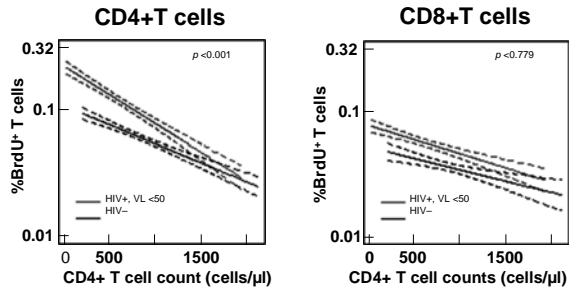 CD4+T cells
0.32
0.1
0.01
%BrdU⁺ T cells
p <0.001
HIV+, VL <50
HIV–
0 500 1500
CD4+ T cell count (cells/µl)
CD8+T cells
0.32
0.1
0.01
%BrdU⁺ T cells
p <0.779
HIV+, VL <50
HIV–
0 500 1500
CD4+ T cell counts (cells/µl)